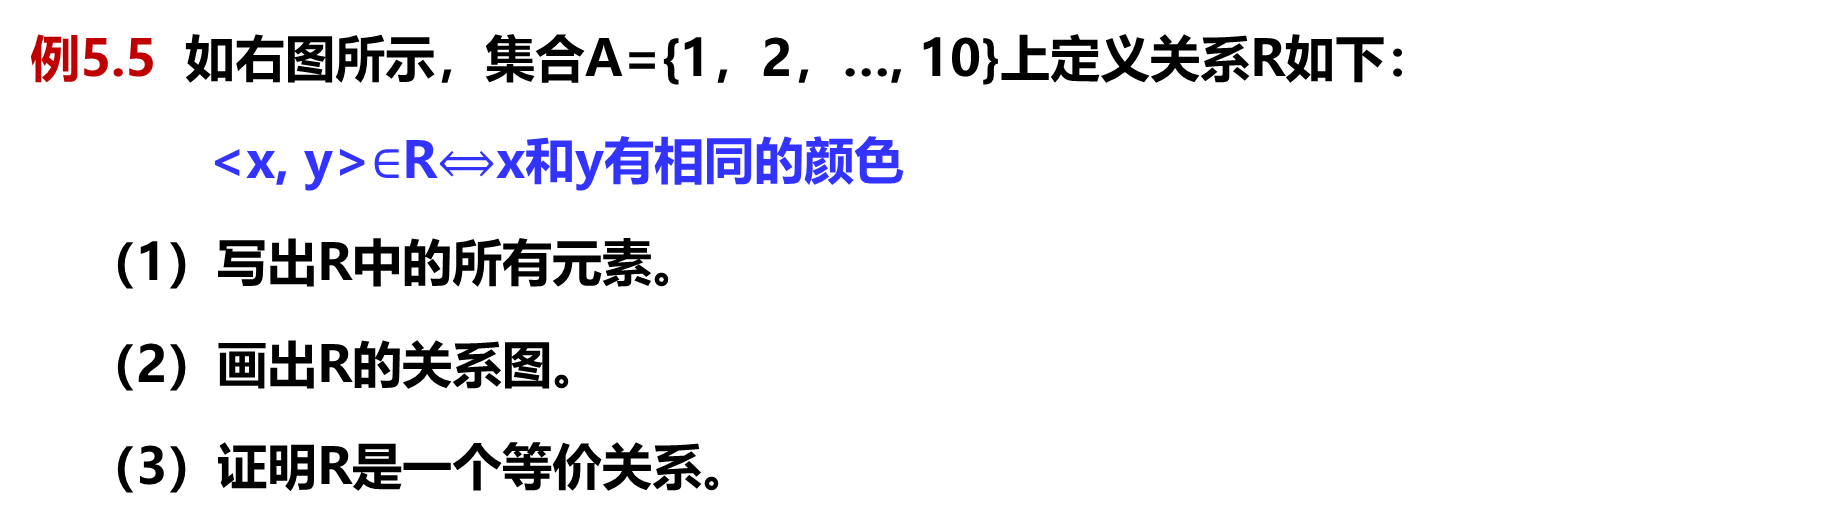 例5.5 如右图所示，集合A={1，2，…, 10}上定义关系R如下：
<x, y>∈R⇔x和y有相同的颜色
（1）写出R中的所有元素。
（2）画出R的关系图。
（3）证明R是一个等价关系。